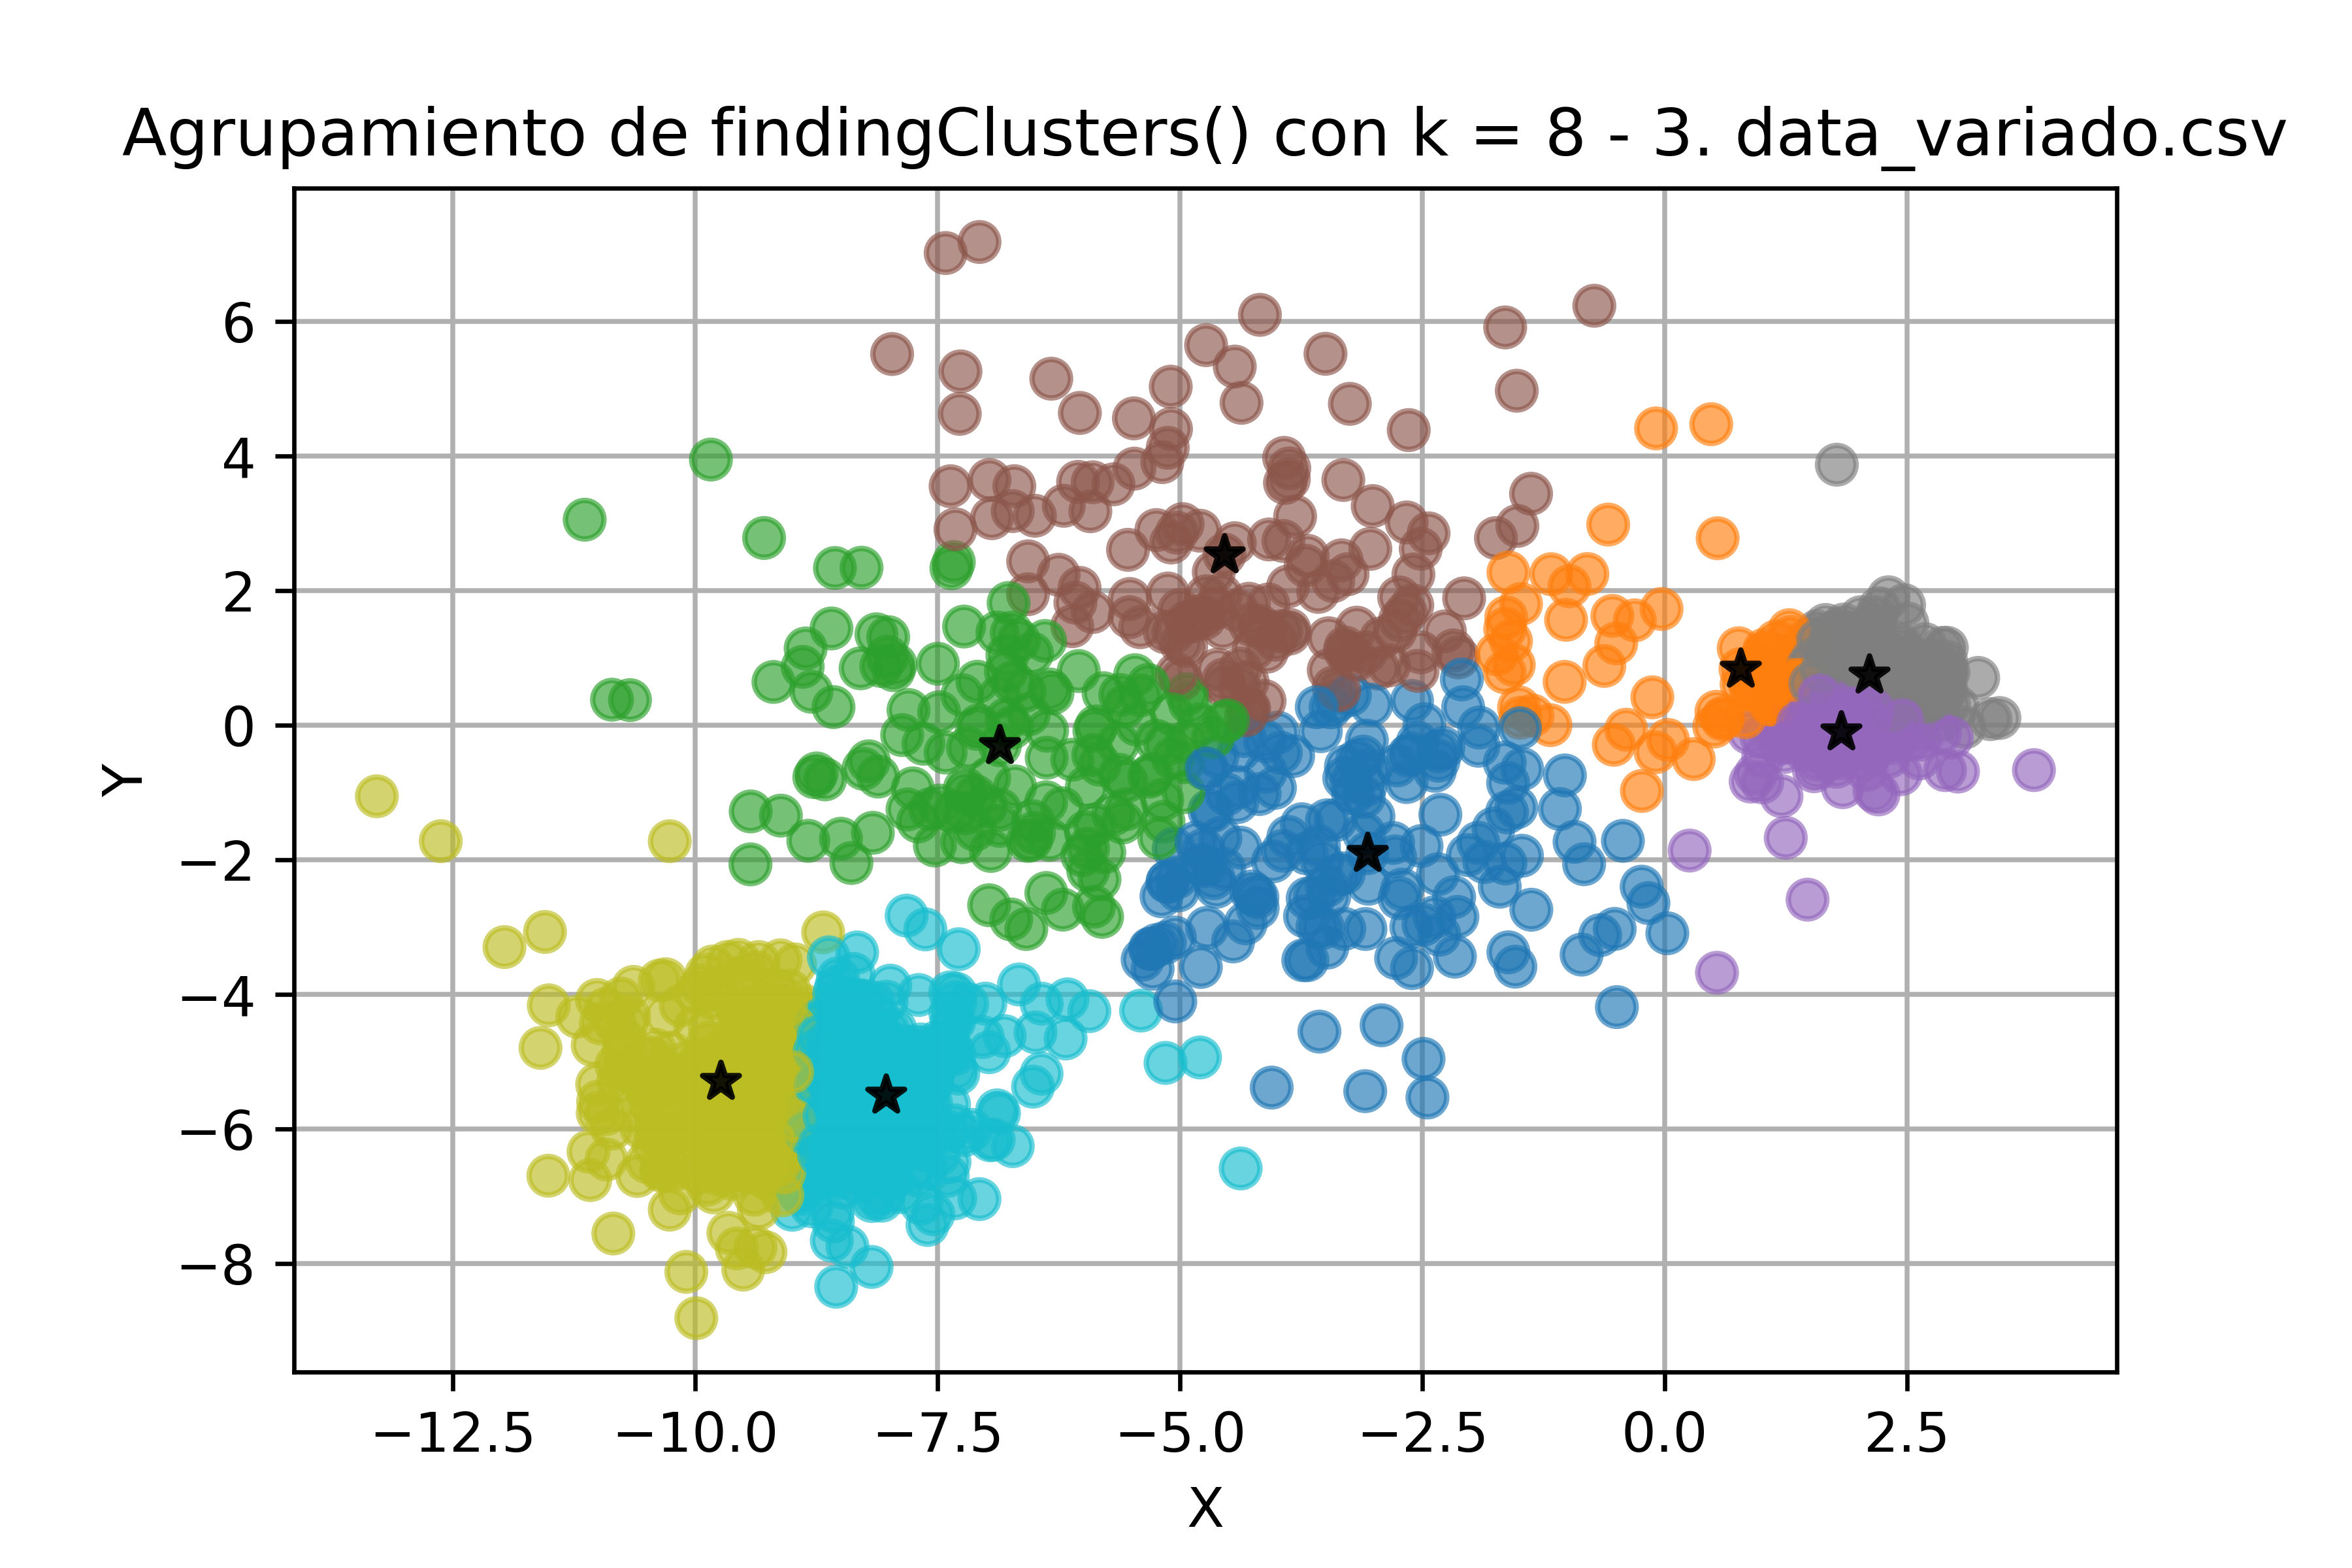 Agrupamiento de findingClusters() con k = 8 - 3. data_variado.csv
6
4
2
0
−2
−4
−6
−8
Y
−12.5 −10.0 −7.5 −5.0 −2.5 0.0 2.5
X